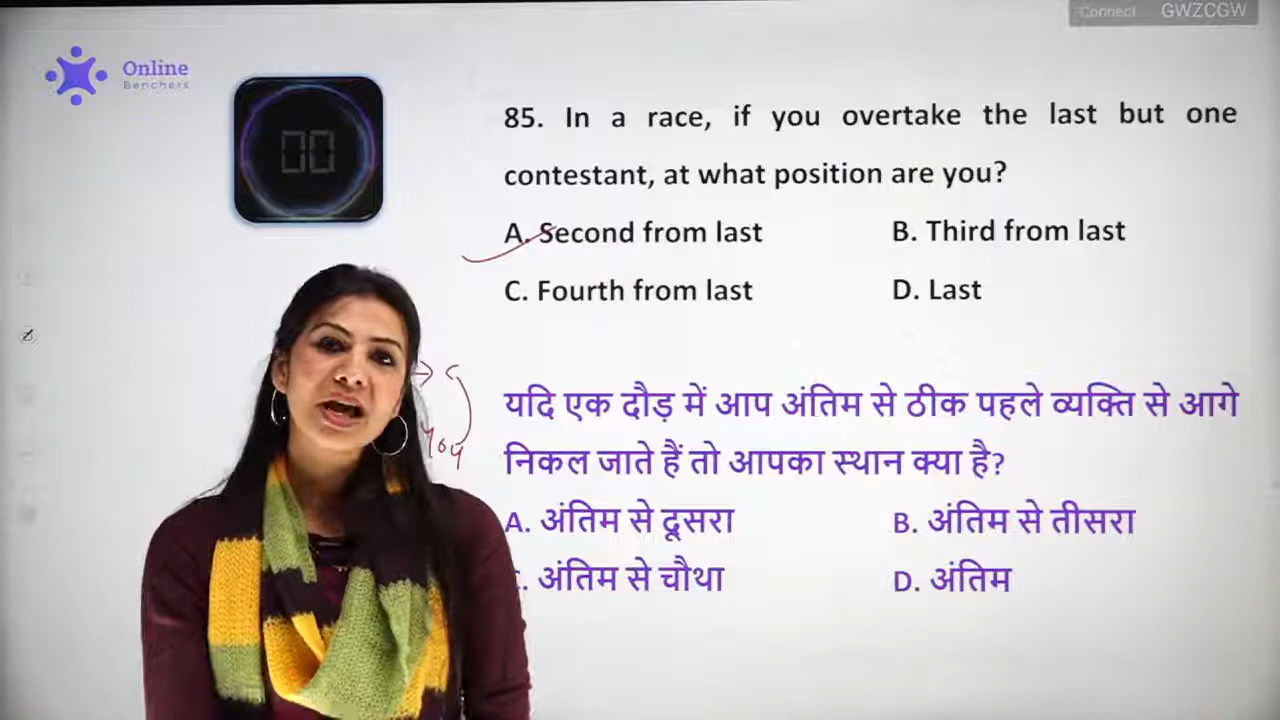 Connect GWZCGW
Online
Benchers
00
85. In a race, if you overtake the last but one
contestant, at what position are you?
A. Second from last
B. Third from last
C. Fourth from last
D. Last
You
यदि एक दौड़ में आप अंतिम से ठीक पहले व्यक्ति से आगे
निकल जाते हैं तो आपका स्थान क्या है?
A. अंतिम से दूसरा
B. अंतिम से तीसरा
. अंतिम से चौथा
D. अंतिम